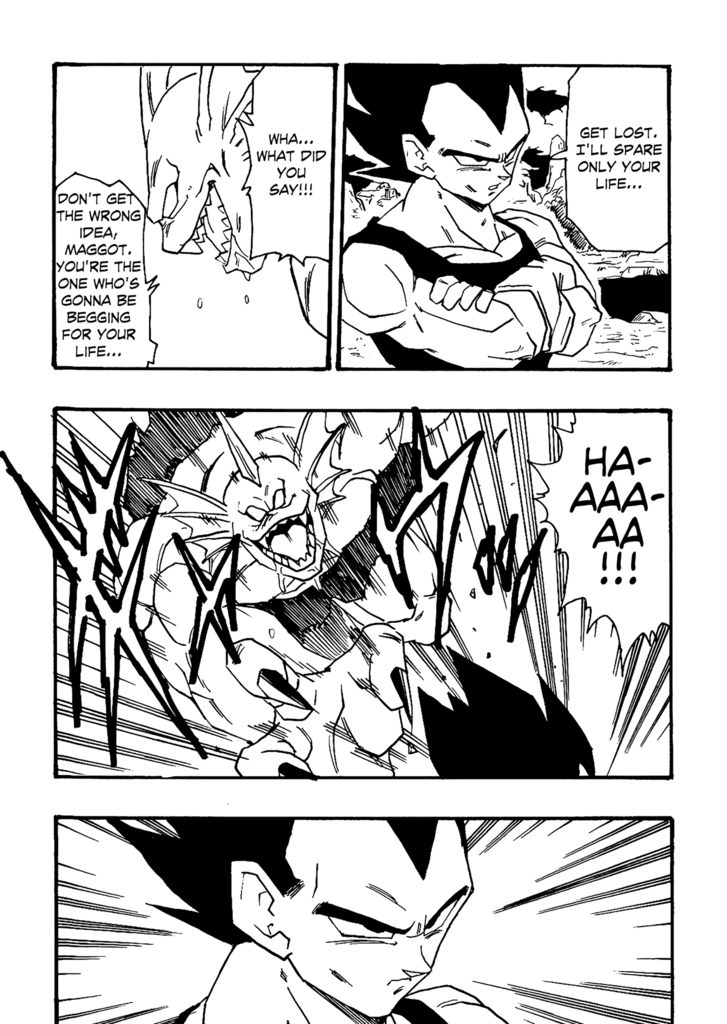 GET LOST.
I'LL SPARE
ONLY YOUR
LIFE...
WHA...
WHAT DID
YOU
SAY!!!
DON'T GET
THE WRONG
IDEA,
MAGGOT.
YOU'RE THE
ONE WHO'S
GONNA BE
BEGGING
FOR YOUR
LIFE...
HA-
AAA-
AA
!!!